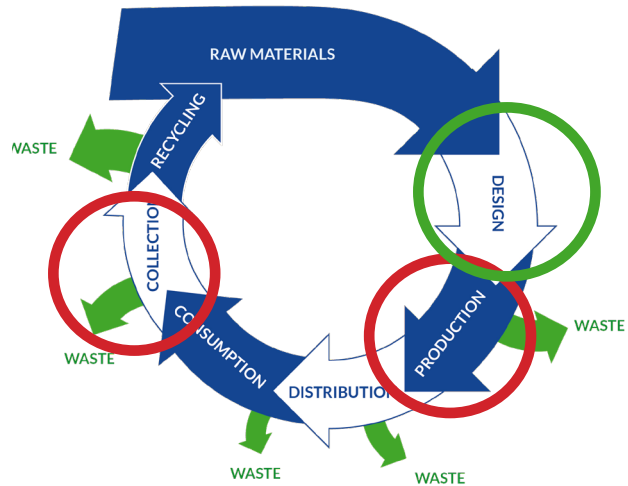 RAW MATERIALS
DESIGN
PRODUCTION
WASTE
DISTRIBUTION
WASTE
CONSUMPTION
WASTE
COLLECTION
WASTE
RECYCLING
WASTE